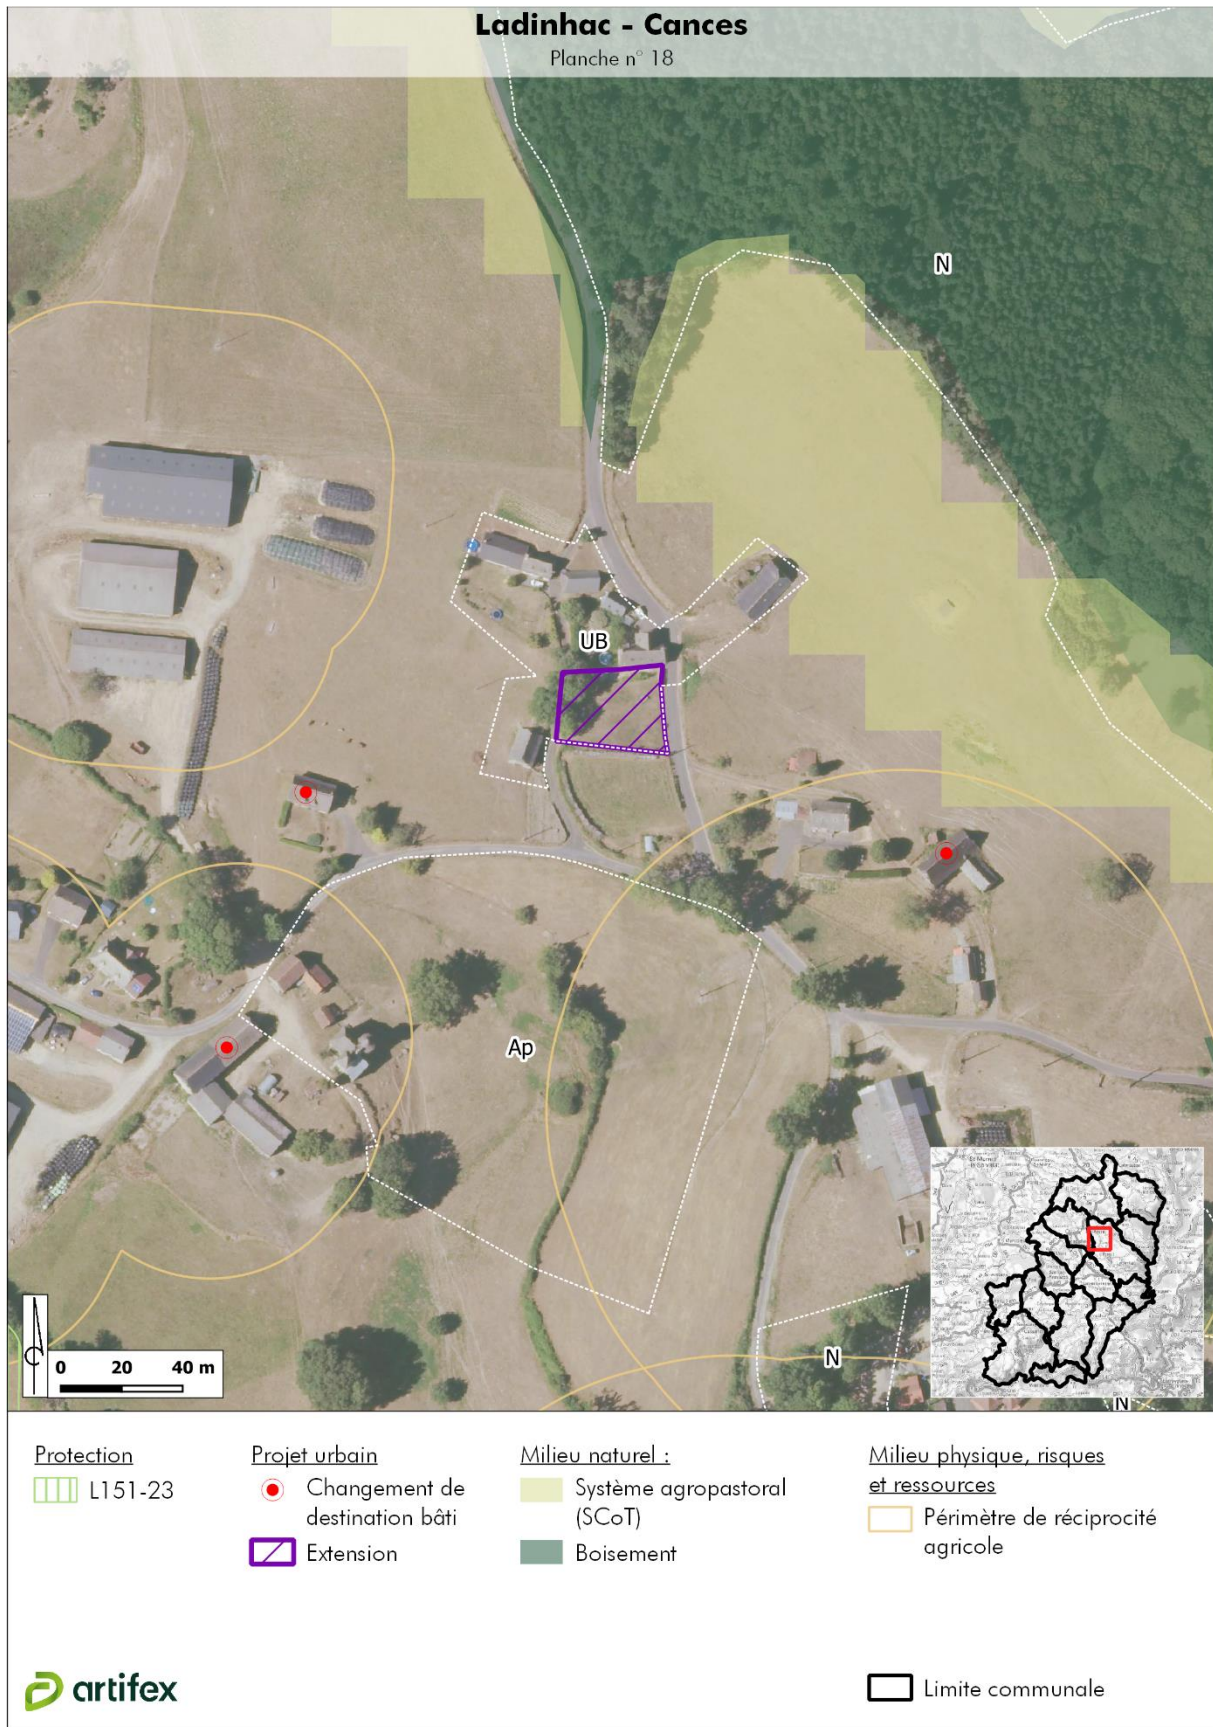 Ladinhac - Cances
Planche n° 18
N
UB
Ap
N
N
0 20 40 m
Protection
L151-23
Projet urbain
Changement de
destination bâti
Extension
Milieu naturel :
Système agropastoral
(SCoT)
Boisement
Milieu physique, risques
et ressources
Périmètre de réciprocité
agricole
Limite communale
artifex